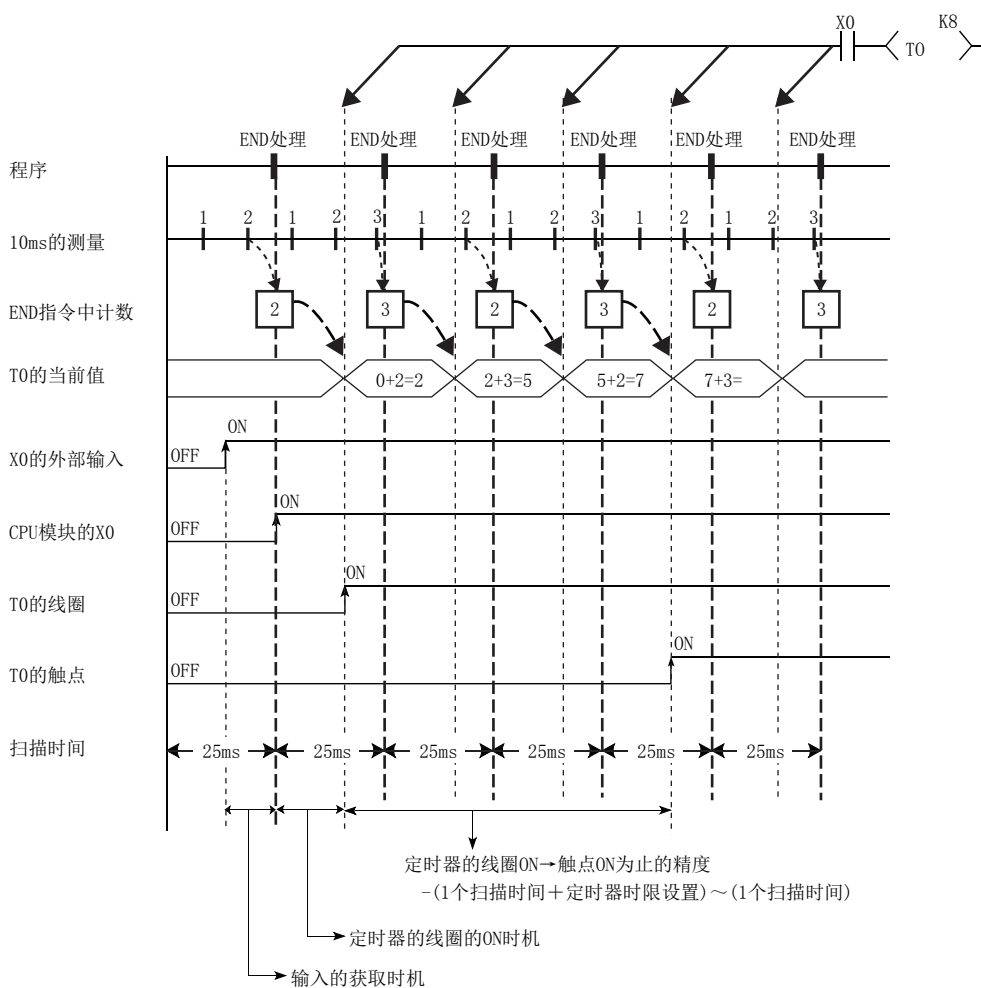 X0 K8
T0
END处理 END处理 END处理 END处理 END处理 END处理
程序
1 2 1 2 3 1 2 1 2 3 1 2 1 2 3
10ms的测量
END指令中计数 2 3 2 3 2 3
T0的当前值 0+2=2 2+3=5 5+2=7 7+3=
ON
X0的外部输入 OFF
ON
CPU模块的X0 OFF
ON
T0的线圈 OFF
ON
T0的触点 OFF
扫描时间 25ms 25ms 25ms 25ms 25ms 25ms
定时器的线圈ON→触点ON为止的精度
-(1个扫描时间+定时器时限设置)～(1个扫描时间)
定时器的线圈的ON时机
输入的获取时机